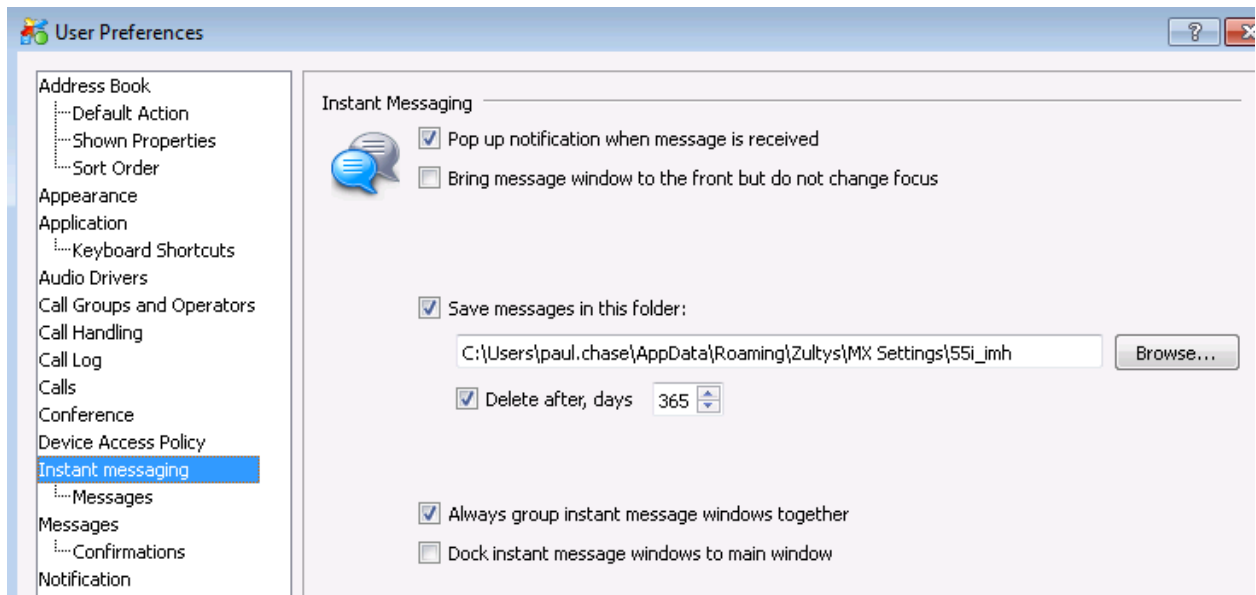 User Preferences
Address Book
Default Action
Shown Properties
Sort Order
Appearance
Application
Keyboard Shortcuts
Audio Drivers
Call Groups and Operators
Call Handling
Call Log
Calls
Conference
Device Access Policy
Instant messaging
Messages
Messages
Confirmations
Notification
Instant Messaging
Pop up notification when message is received
Bring message window to the front but do not change focus
Save messages in this folder:
C:\Users\paul.chase\AppData\Roaming\Zultys\MX Settings\55i_imh
Browse...
Delete after, days 365
Always group instant message windows together
Dock instant message windows to main window